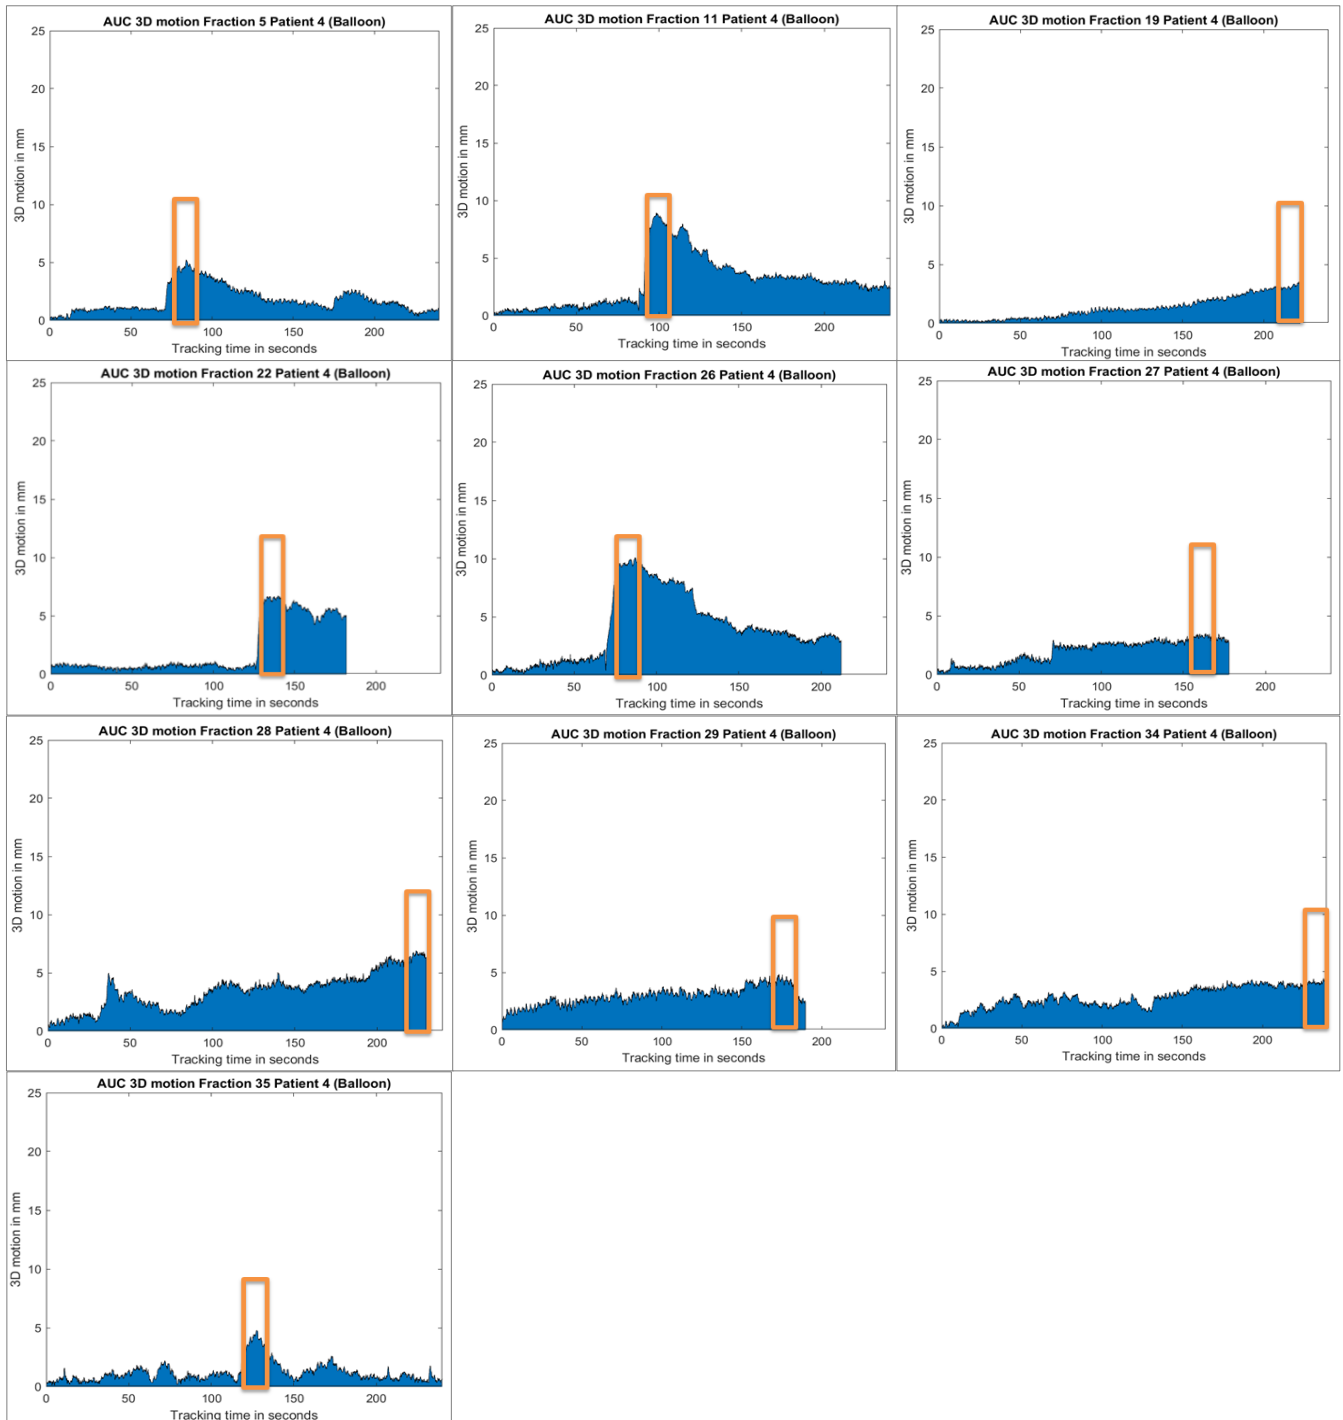 AUC 3D motion Fraction 5 Patient 4 (Balloon)
25
20
15
10
5
0
3D motion in mm
0 50 100 150 200
Tracking time in seconds
AUC 3D motion Fraction 11 Patient 4 (Balloon)
25
20
15
10
5
0
3D motion in mm
0 50 100 150 200
Tracking time in seconds
AUC 3D motion Fraction 19 Patient 4 (Balloon)
25
20
15
10
5
0
3D motion in mm
0 50 100 150 200
Tracking time in seconds
AUC 3D motion Fraction 22 Patient 4 (Balloon)
25
20
15
10
5
0
3D motion in mm
0 50 100 150 200
Tracking time in seconds
AUC 3D motion Fraction 26 Patient 4 (Balloon)
25
20
15
10
5
0
3D motion in mm
0 50 100 150 200
Tracking time in seconds
AUC 3D motion Fraction 27 Patient 4 (Balloon)
25
20
15
10
5
0
3D motion in mm
0 50 100 150 200
Tracking time in seconds
AUC 3D motion Fraction 28 Patient 4 (Balloon)
25
20
15
10
5
0
3D motion in mm
0 50 100 150 200
Tracking time in seconds
AUC 3D motion Fraction 29 Patient 4 (Balloon)
25
20
15
10
5
0
3D motion in mm
0 50 100 150 200
Tracking time in seconds
AUC 3D motion Fraction 34 Patient 4 (Balloon)
25
20
15
10
5
0
3D motion in mm
0 50 100 150 200
Tracking time in seconds
AUC 3D motion Fraction 35 Patient 4 (Balloon)
25
20
15
10
5
0
3D motion in mm
0 50 100 150 200
Tracking time in seconds